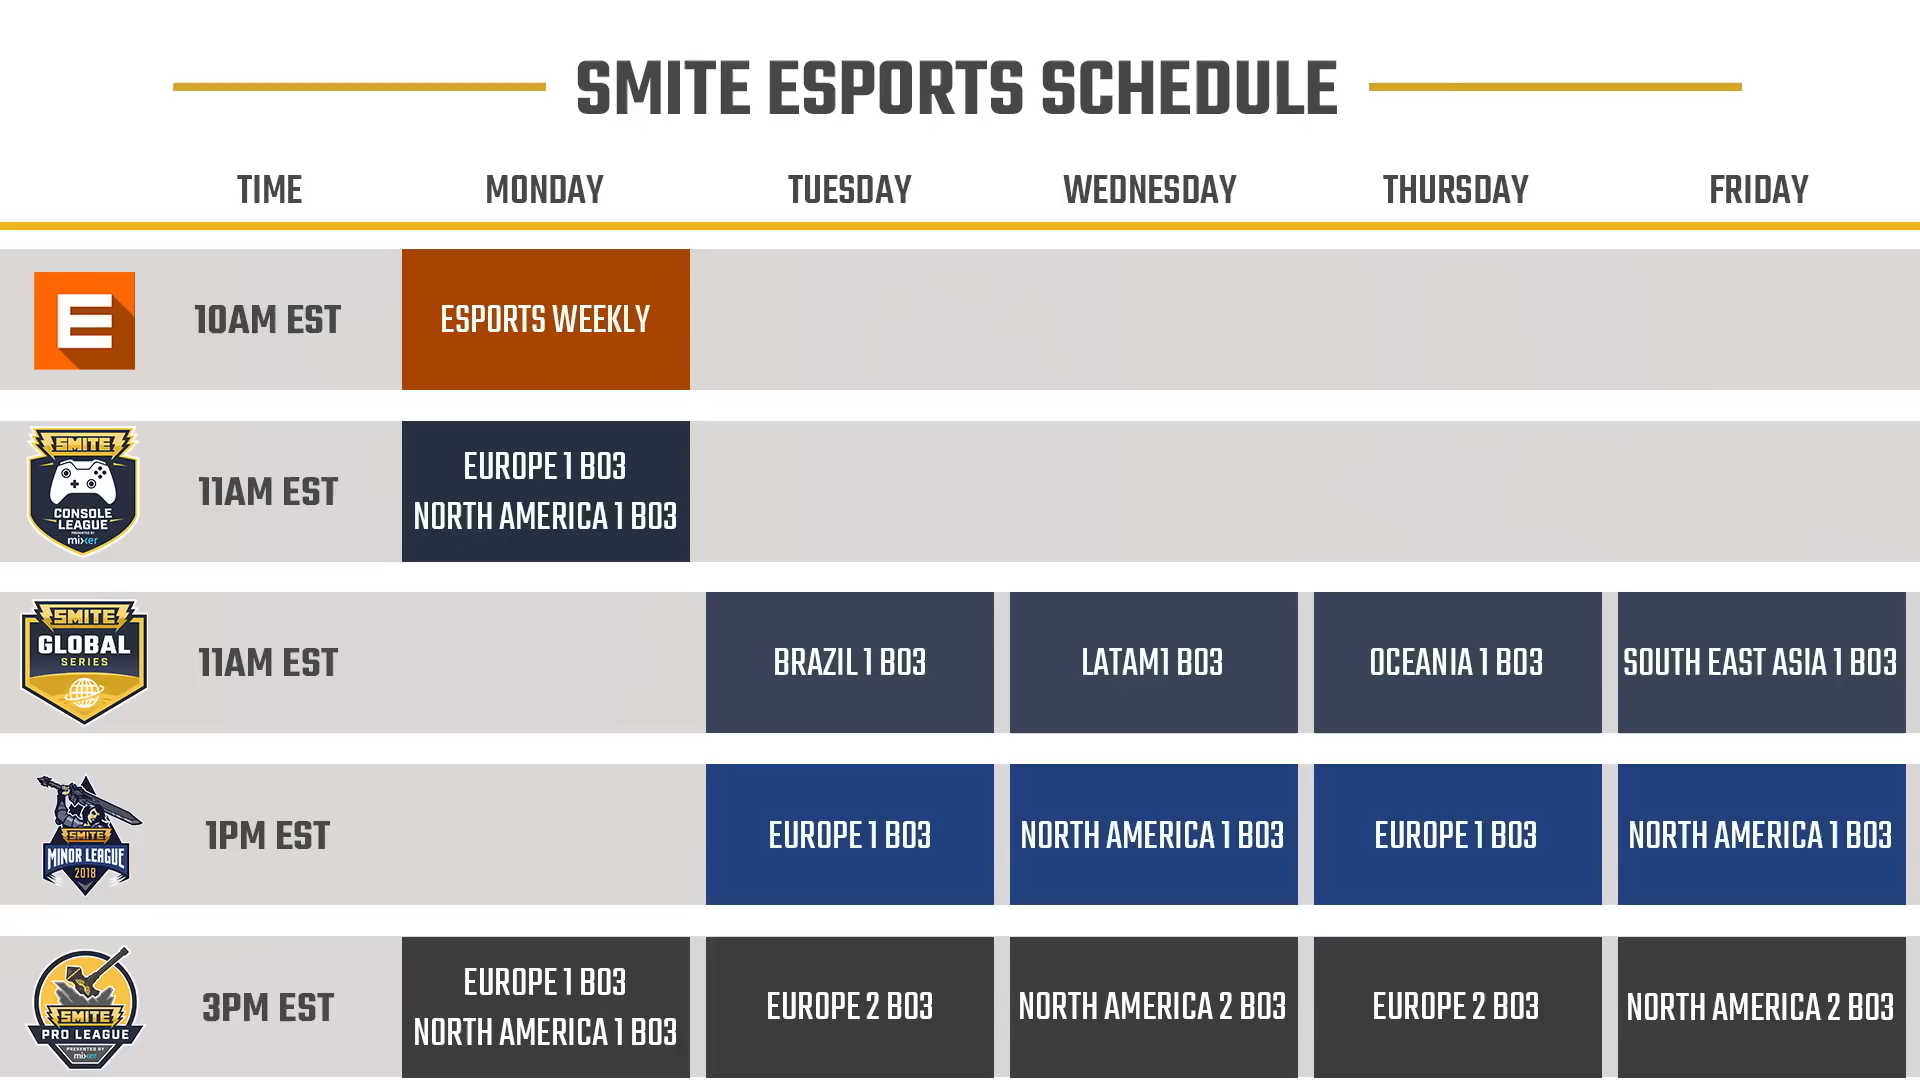 SMITE ESPORTS SCHEDULE
TIME MONDAY TUESDAY WEDNESDAY THURSDAY FRIDAY
E
10AM EST
ESPORTS WEEKLY
SMITE
CONSOLE
LEAGUE
PRESENTED BY
mixer
11AM EST
EUROPE 1 BO3
NORTH AMERICA 1 BO3
SMITE
GLOBAL
SERIES
11AM EST
BRAZIL 1 BO3
LATAM1 BO3
OCEANIA 1 BO3
SOUTH EAST ASIA 1 BO3
SMITE
MINOR LEAGUE
2018
1PM EST
EUROPE 1 BO3
NORTH AMERICA 1 BO3
EUROPE 1 BO3
NORTH AMERICA 1 BO3
SMITE
PRO LEAGUE
PRESENTED BY
mixer
3PM EST
EUROPE 1 BO3
NORTH AMERICA 1 BO3
EUROPE 2 BO3
NORTH AMERICA 2 BO3
EUROPE 2 BO3
NORTH AMERICA 2 BO3